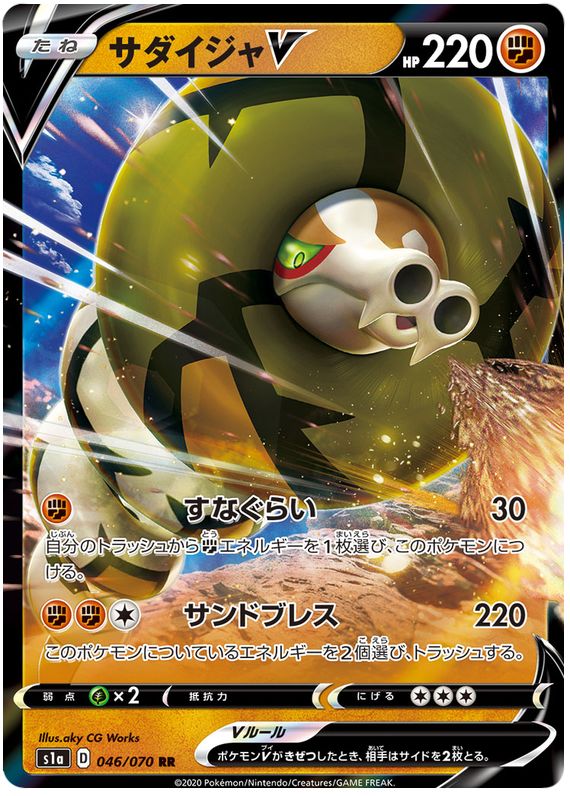 たね サダイジャV HP220
すなぐらい 30
自分のトラッシュからエネルギーを1枚選び、このポケモンにつ
ける。
サンドブレス 220
このポケモンについているエネルギーを2個選び、トラッシュする。
弱点 ×2 抵抗力 にげる
Illus.aky CG Works
Vルール
ポケモンVがきぜつしたとき、相手はサイドを2枚とる。
s1a D 046/070 RR
©2020 Pokémon/Nintendo/Creatures/GAME FREAK.